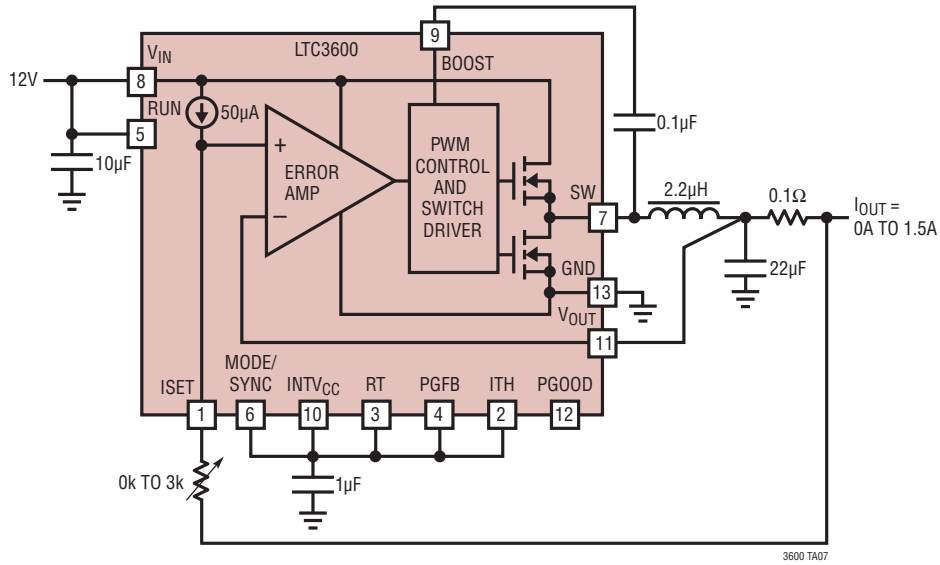 9
LTC3600
BOOST
V_IN
12V
8
RUN
50µA
5
10µF
+
–
ERROR
AMP
PWM
CONTROL
AND
SWITCH
DRIVER
0.1µF
SW
7
2.2µH
0.1Ω
I_OUT =
0A TO 1.5A
22µF
GND
13
V_OUT
11
ISET
MODE/
SYNC
INTV_CC
RT
PGFB
ITH
PGOOD
1
6
10
3
4
2
12
0k TO 3k
1µF
3600 TA07